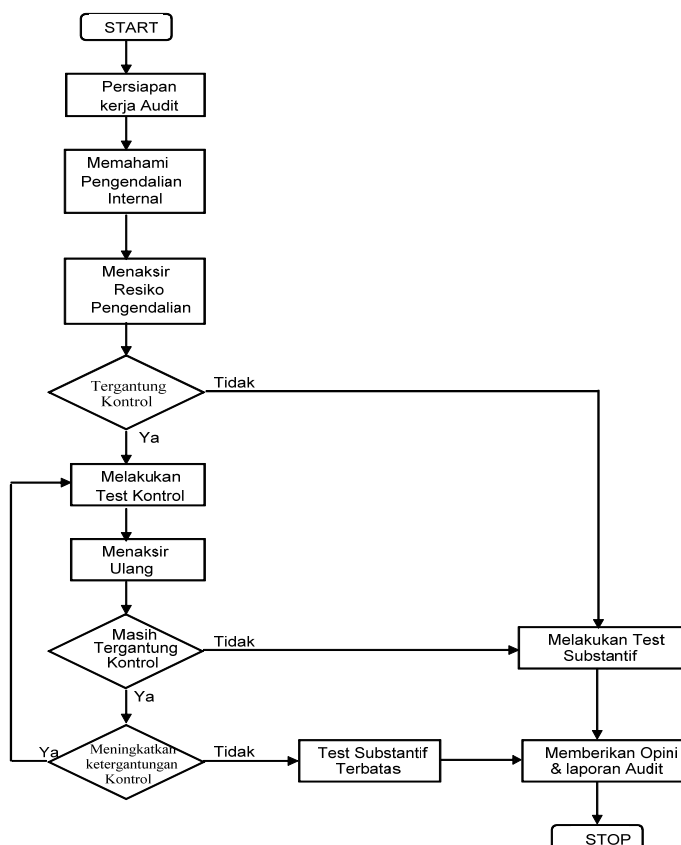 START
Persiapan
kerja Audit
Memahami
Pengendalian
Internal
Menaksir
Resiko
Pengendalian
Tergantung
Kontrol
Tidak
Ya
Melakukan
Test Kontrol
Menaksir
Ulang
Masih
Tergantung
Kontrol
Tidak
Melakukan Test
Substantif
Ya
Meningkatkan
ketergantungan
Kontrol
Ya
Tidak
Test Substantif
Terbatas
Memberikan Opini
& laporan Audit
STOP